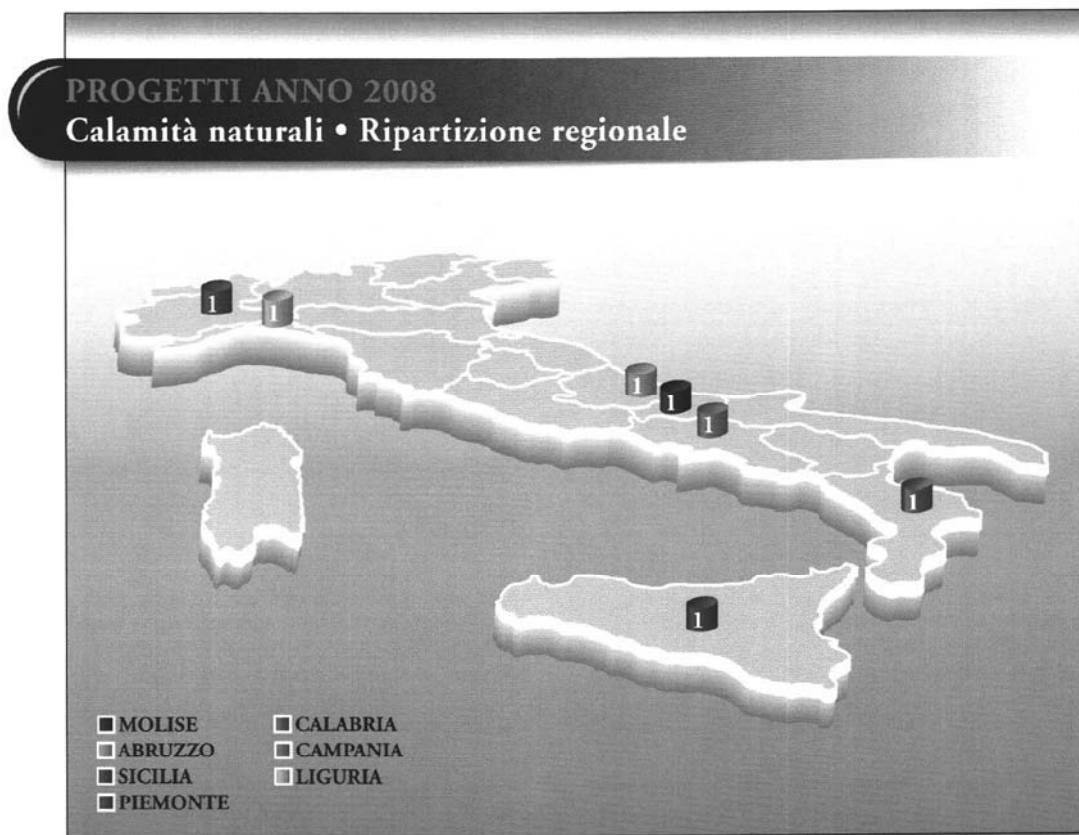 PROGETTI ANNO 2008
Calamità naturali • Ripartizione regionale
1
1
1
1
1
1
1
MOLISE
ABRUZZO
SICILIA
PIEMONTE
CALABRIA
CAMPANIA
LIGURIA